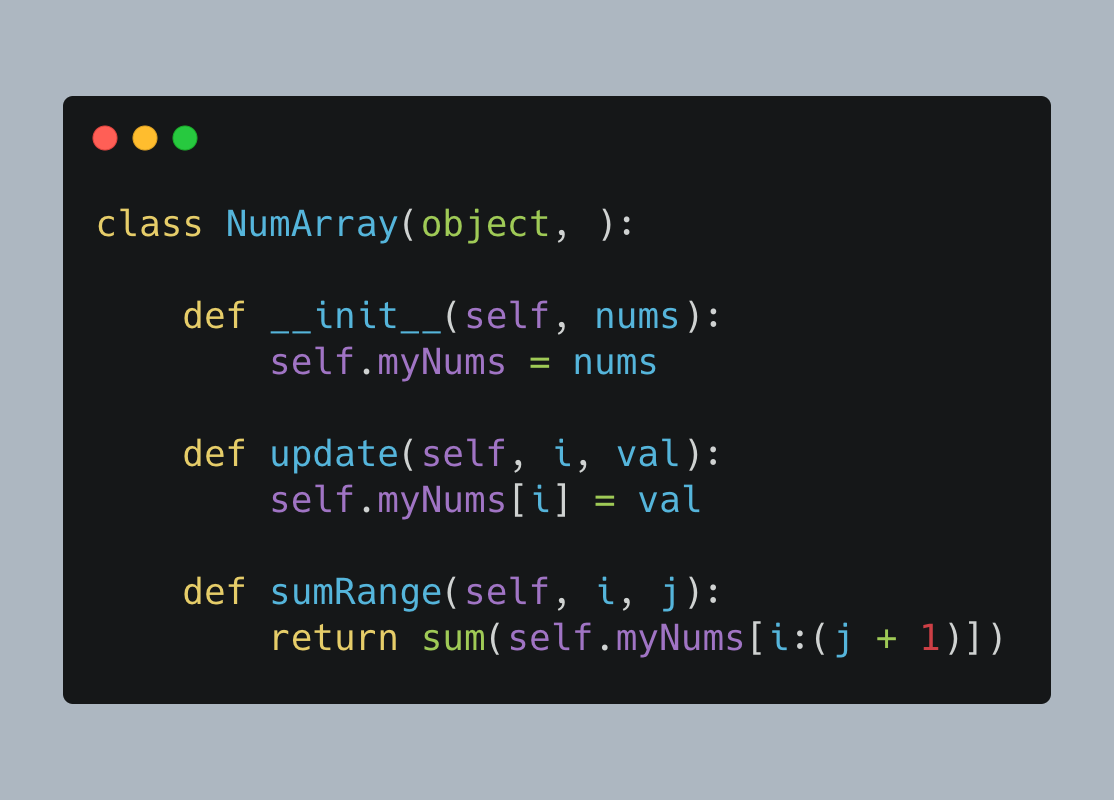 class NumArray(object, ):
    def __init__(self, nums):
        self.myNums = nums
    def update(self, i, val):
        self.myNums[i] = val
    def sumRange(self, i, j):
        return sum(self.myNums[i:(j + 1)])